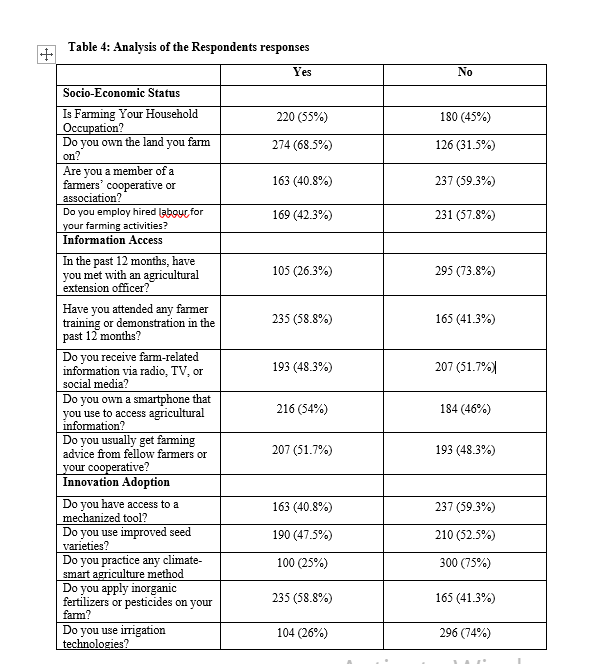 Table 4: Analysis of the Respondents responses
Yes No
Socio-Economic Status
Is Farming Your Household
Occupation?
220 (55%) 180 (45%)
Do you own the land you farm
on?
274 (68.5%) 126 (31.5%)
Are you a member of a
farmers' cooperative or
association?
163 (40.8%) 237 (59.3%)
Do you employ hired labour for
your farming activities?
169 (42.3%) 231 (57.8%)
Information Access
In the past 12 months, have
you met with an agricultural
extension officer?
105 (26.3%) 295 (73.8%)
Have you attended any farmer
training or demonstration in the
past 12 months?
235 (58.8%) 165 (41.3%)
Do you receive farm-related
information via radio, TV, or
social media?
193 (48.3%) 207 (51.7%)
Do you own a smartphone that
you use to access agricultural
information?
216 (54%) 184 (46%)
Do you usually get farming
advice from fellow farmers or
your cooperative?
207 (51.7%) 193 (48.3%)
Innovation Adoption
Do you have access to a
mechanized tool?
163 (40.8%) 237 (59.3%)
Do you use improved seed
varieties?
190 (47.5%) 210 (52.5%)
Do you practice any climate-
smart agriculture method
100 (25%) 300 (75%)
Do you apply inorganic
fertilizers or pesticides on your
farm?
235 (58.8%) 165 (41.3%)
Do you use irrigation
technologies?
104 (26%) 296 (74%)